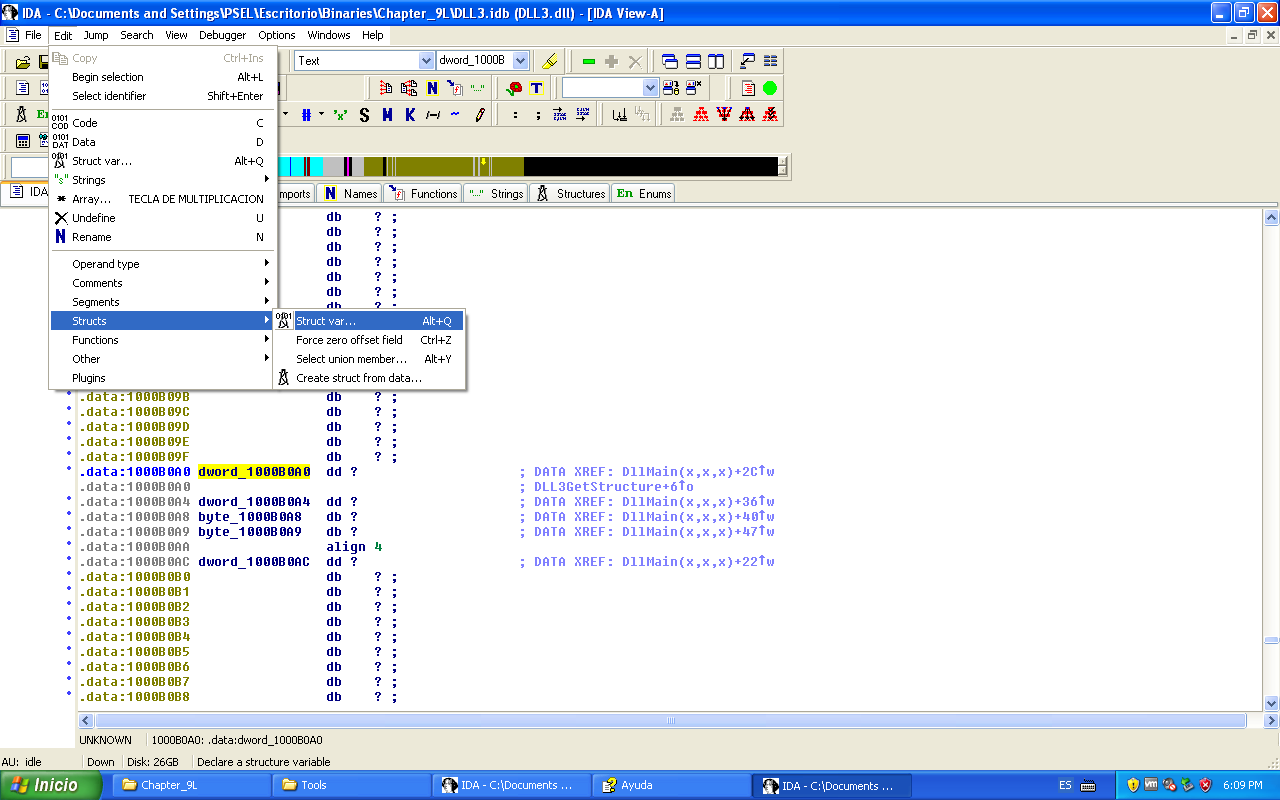 IDA - C:\Documents and Settings\PSEL\Escritorio\Binaries\Chapter_9L\DLL3.idb (DLL3.dll) - [IDA View-A]
File Edit Jump Search View Debugger Options Windows Help
Text dword_1000B
Copy Ctrl+Ins
Begin selection Alt+L
Select identifier Shift+Enter
Code C
Data D
Struct var... Alt+Q
Strings
Array... TECLA DE MULTIPLICACION
Undefine U
Rename N
Operand type
Comments
Segments
Structs
Functions
Other
Plugins
Struct var... Alt+Q
Force zero offset field Ctrl+Z
Select union member... Alt+Y
Create struct from data...
IDA mports N Names Functions Strings Structures En Enums
db ? ;
db ? ;
db ? ;
db ? ;
db ? ;
db ? ;
db ? ;
.data:1000B09B db ? ;
.data:1000B09C db ? ;
.data:1000B09D db ? ;
.data:1000B09E db ? ;
.data:1000B09F db ? ;
.data:1000B0A0 dword_1000B0A0 dd ? ; DATA XREF: DllMain(x,x,x)+2C↑w
.data:1000B0A0 ; DLL3GetStructure+6↑o
.data:1000B0A4 dword_1000B0A4 dd ? ; DATA XREF: DllMain(x,x,x)+36↑w
.data:1000B0A8 byte_1000B0A8 db ? ; DATA XREF: DllMain(x,x,x)+40↑w
.data:1000B0A9 byte_1000B0A9 db ? ; DATA XREF: DllMain(x,x,x)+47↑w
.data:1000B0AA align 4
.data:1000B0AC dword_1000B0AC dd ? ; DATA XREF: DllMain(x,x,x)+22↑w
.data:1000B0B0 db ? ;
.data:1000B0B1 db ? ;
.data:1000B0B2 db ? ;
.data:1000B0B3 db ? ;
.data:1000B0B4 db ? ;
.data:1000B0B5 db ? ;
.data:1000B0B6 db ? ;
.data:1000B0B7 db ? ;
.data:1000B0B8 db ? ;
UNKNOWN 1000B0A0: .data:dword_1000B0A0
AU: idle Down Disk: 26GB Declare a structure variable
Inicio Chapter_9L Tools IDA - C:\Documents ... Ayuda IDA - C:\Documents ... ES 6:09 PM